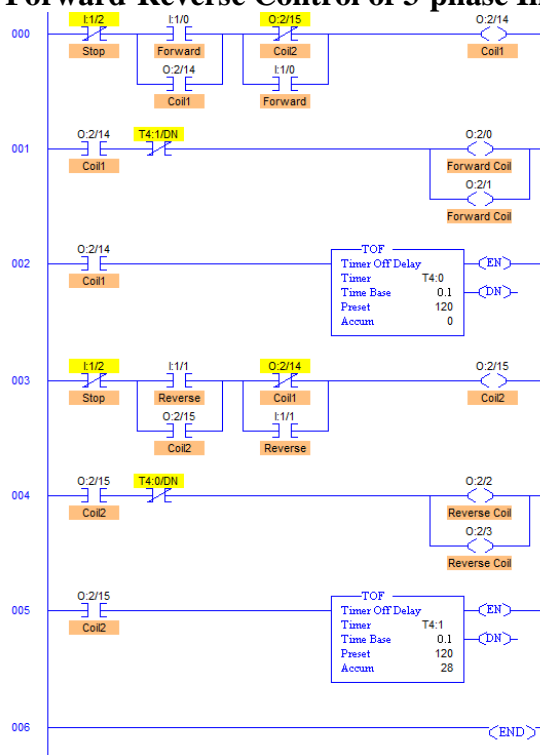 Forward-Reverse Control of 3-phase In
000
I:1/2 I:1/0 O:2/15 O:2/14
Stop Forward Coil2 Coil1
O:2/14 I:1/0
Coil1 Forward
001
O:2/14 T4:1/DN O:2/0
Coil1 Forward Coil
O:2/1
Forward Coil
002
O:2/14
Coil1
TOF
Timer Off Delay EN
Timer T4:0
Time Base 0.1 DN
Preset 120
Accum 0
003
I:1/2 I:1/1 O:2/14 O:2/15
Stop Reverse Coil1 Coil2
O:2/15 I:1/1
Coil2 Reverse
004
O:2/15 T4:0/DN O:2/2
Coil2 Reverse Coil
O:2/3
Reverse Coil
005
O:2/15
Coil2
TOF
Timer Off Delay EN
Timer T4:1
Time Base 0.1 DN
Preset 120
Accum 28
006
END